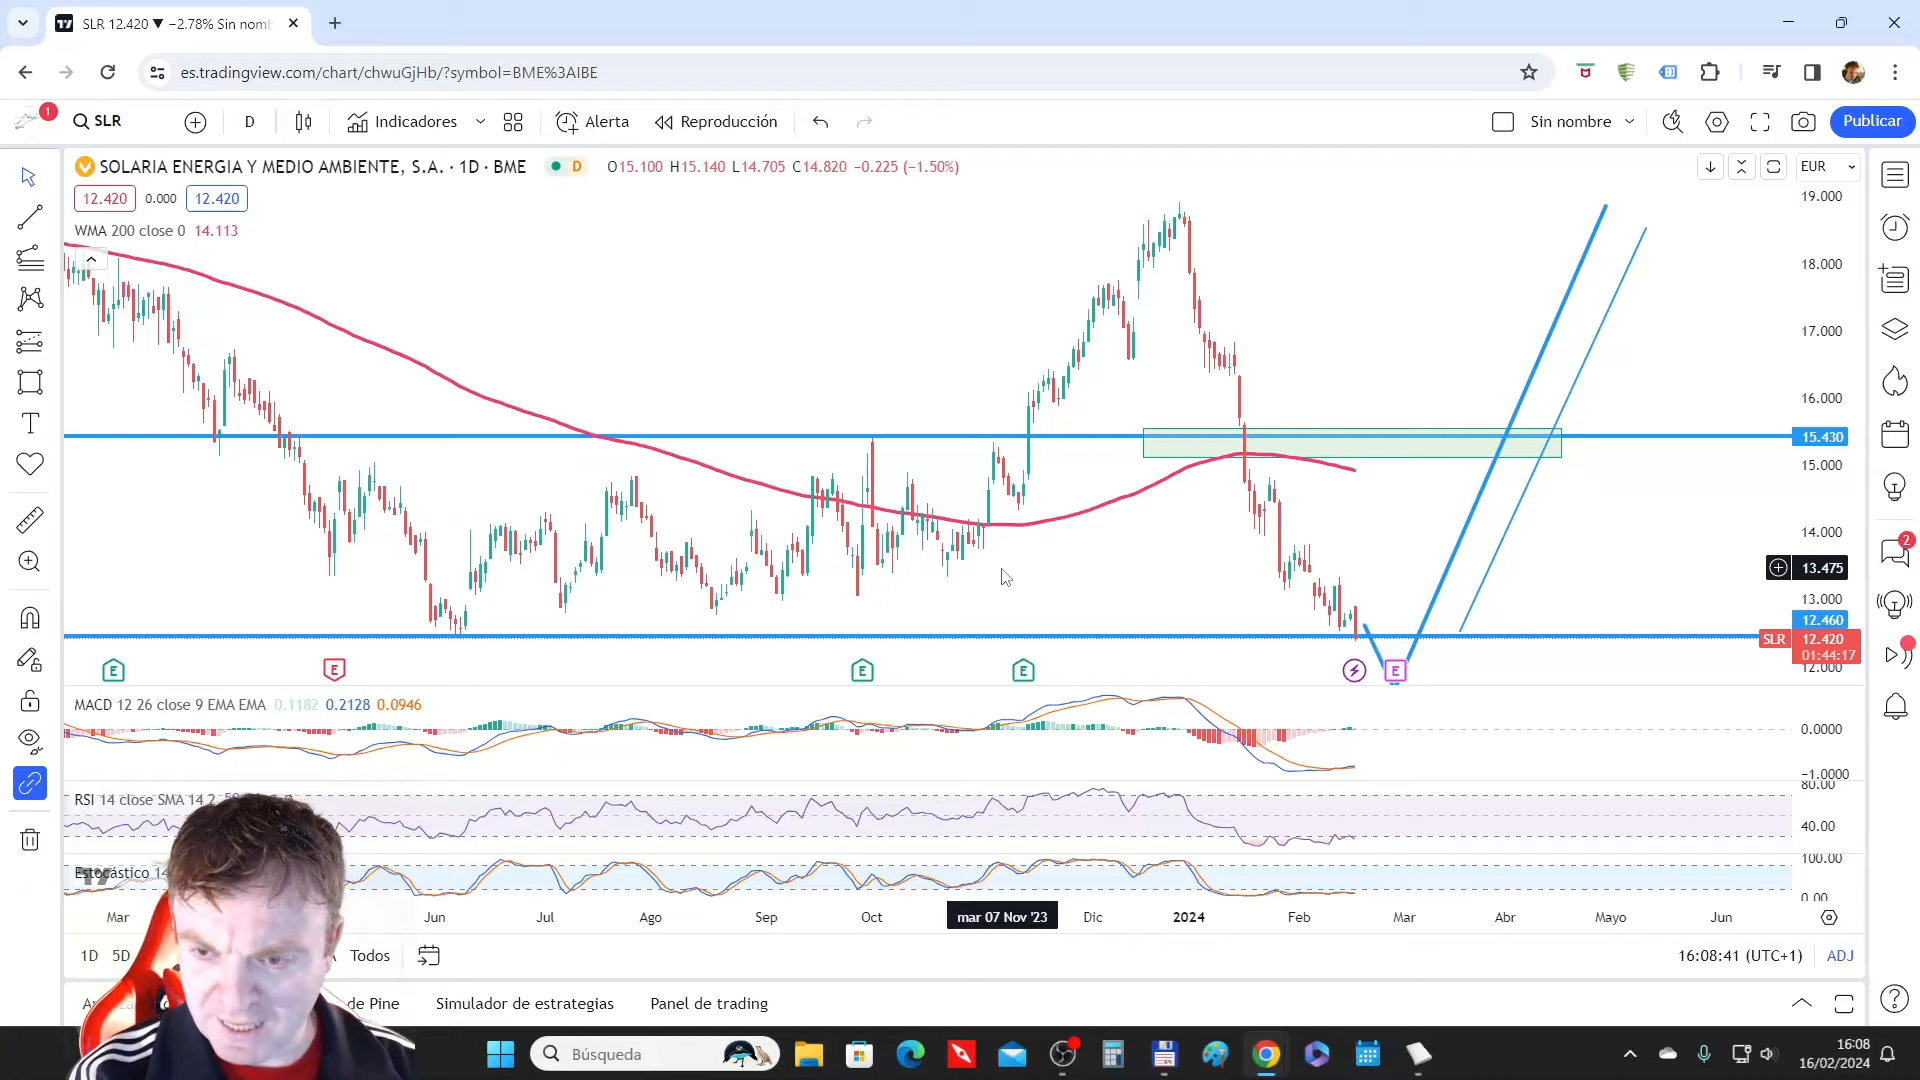 SLR 12.420 ▼ −2.78% Sin nomb
es.tradingview.com/chart/chwuGjHb/?symbol=BME%3AIBE
1
SLR
D
Indicadores
Alerta
Reproducción
Sin nombre
Publicar
SOLARIA ENERGIA Y MEDIO AMBIENTE, S.A. · 1D · BME
D
O15.100 H15.140 L14.705 C14.820 −0.225 (−1.50%)
EUR
12.420 0.000 12.420
WMA 200 close 0 14.113
19.000
18.000
17.000
16.000
15.430
15.000
14.000
13.475
13.000
12.460
SLR 12.420
01:44:17
12.000
E E E E E
MACD 12 26 close 9 EMA EMA 0.1182 0.2128 0.0946
0.0000
−1.0000
RSI 14 close SMA 14 2
80.00
40.00
Estocástico 14
100.00
0.00
Mar Jun Jul Ago Sep Oct mar 07 Nov '23 Dic 2024 Feb Mar Abr Mayo Jun
2
1D 5D Todos
16:08:41 (UTC+1) ADJ
de Pine Simulador de estrategias Panel de trading
Búsqueda
16:08
16/02/2024